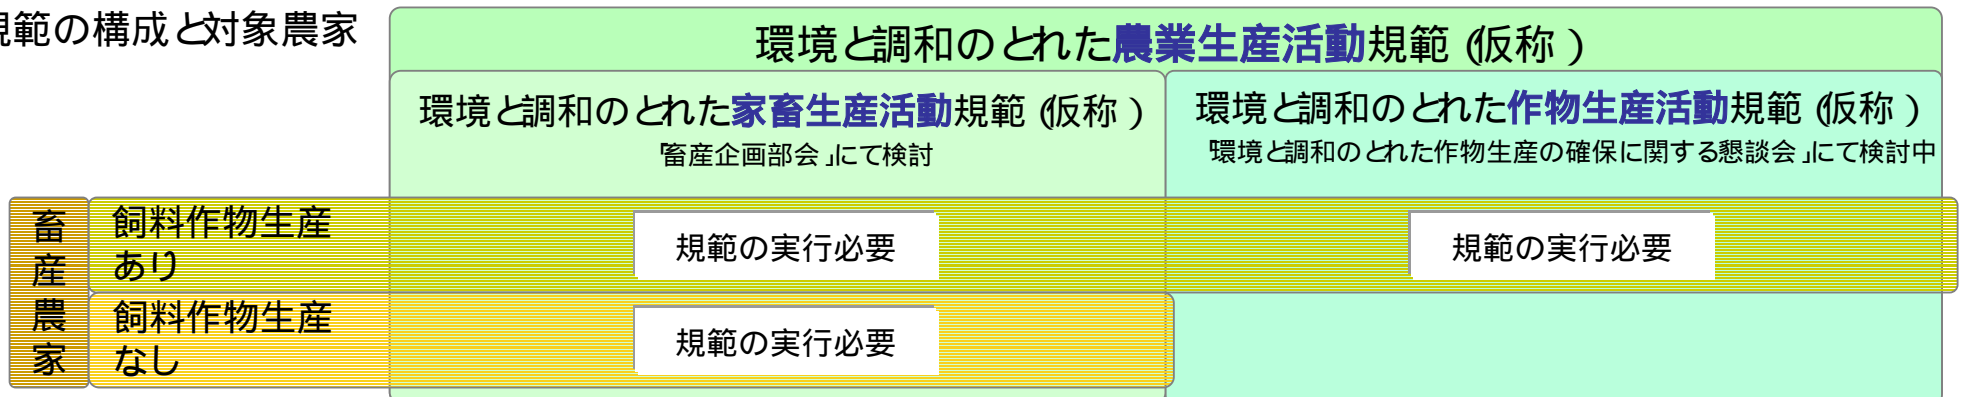 規範の構成と対象農家
環境と調和のとれた農業生産活動規範（仮称）
環境と調和のとれた家畜生産活動規範（仮称）
「畜産企画部会」にて検討
環境と調和のとれた作物生産活動規範（仮称）
「環境と調和のとれた作物生産の確保に関する懇談会」にて検討中
畜産農家
飼料作物生産
あり
規範の実行必要
規範の実行必要
飼料作物生産
なし
規範の実行必要